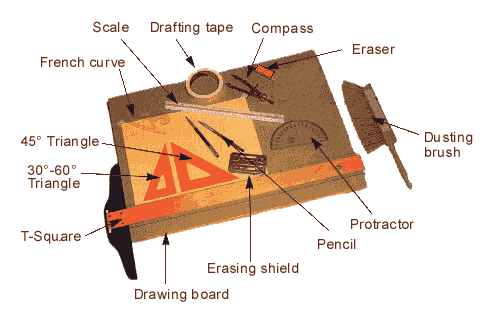 Scale
Drafting tape
Compass
Eraser
French curve
45° Triangle
30°-60°
Triangle
T-Square
Dusting
brush
Protractor
Pencil
Erasing shield
Drawing board